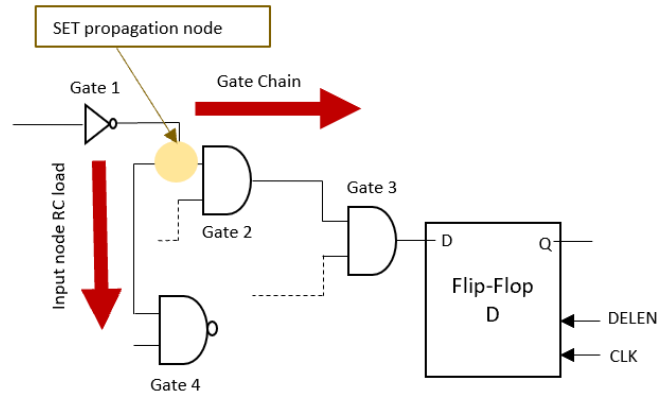 SET propagation node
Gate 1
Gate Chain
Input node RC load
Gate 2
Gate 3
D
Q
Flip-Flop
D
DELEN
CLK
Gate 4